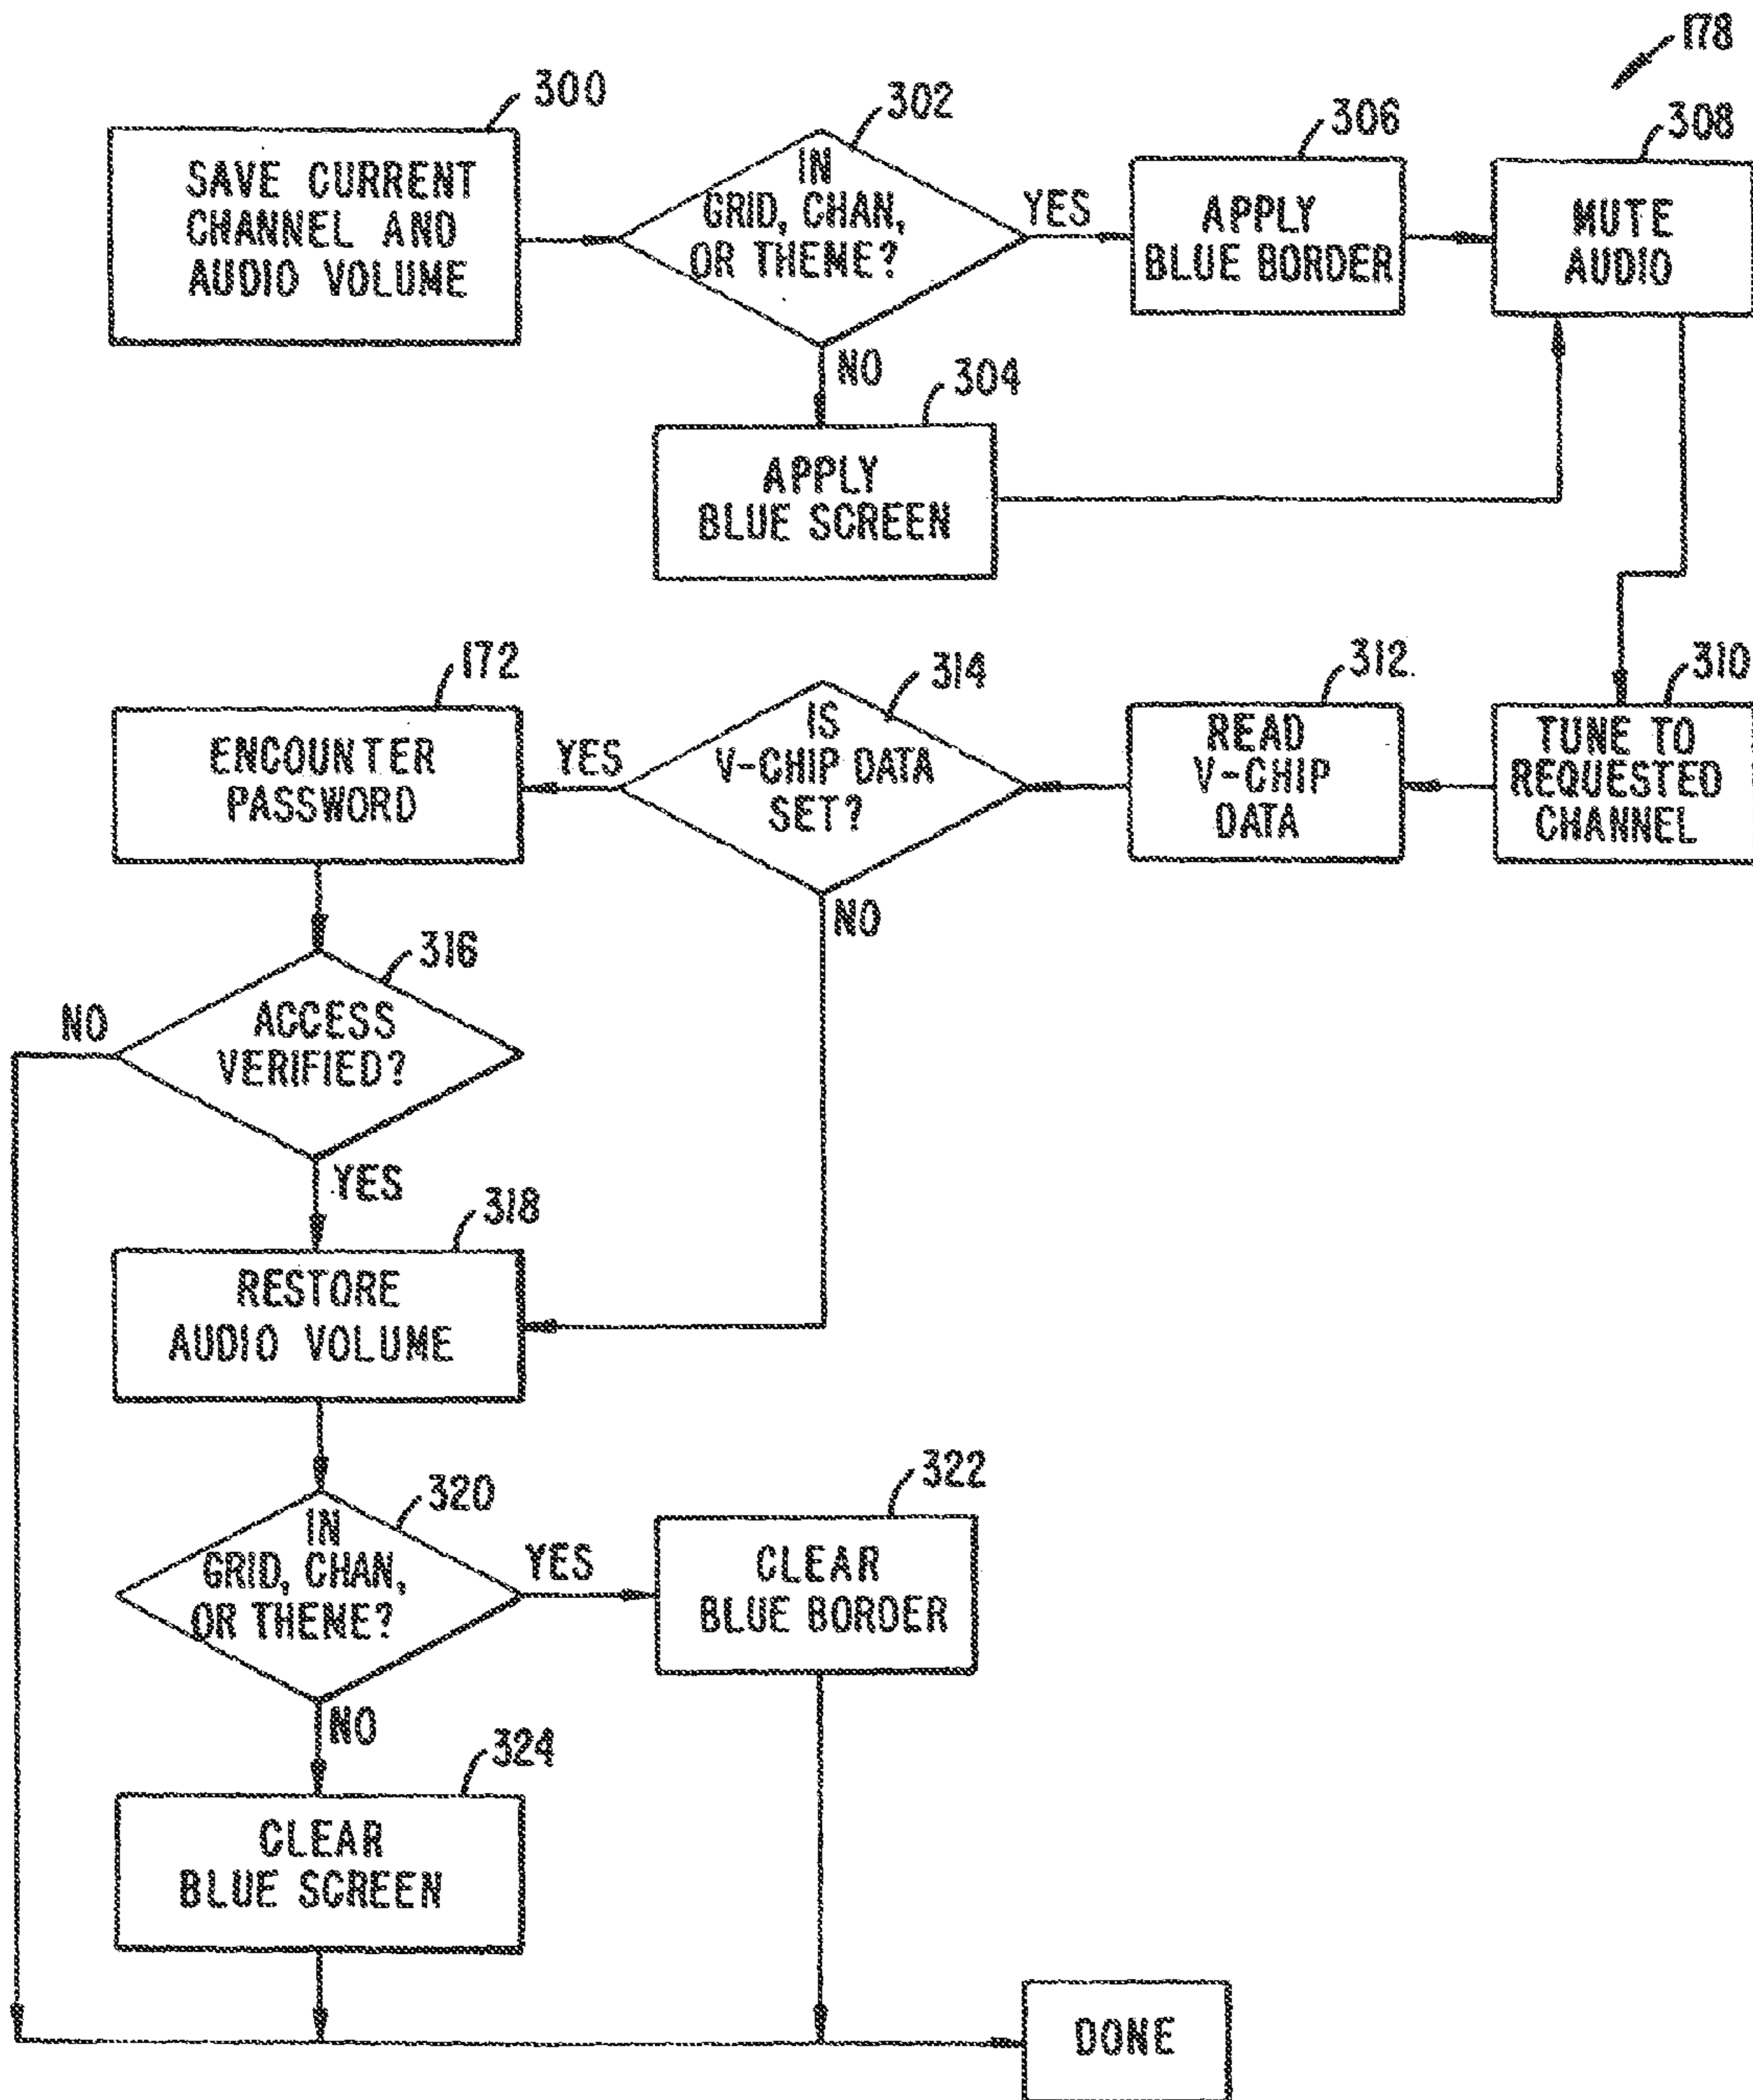 178
300
SAVE CURRENT
CHANNEL AND
AUDIO VOLUME
302
IN
GRID, CHAN,
OR THEME?
YES
NO
306
APPLY
BLUE BORDER
308
MUTE
AUDIO
304
APPLY
BLUE SCREEN
172
ENCOUNTER
PASSWORD
YES
314
IS
V-CHIP DATA
SET?
NO
312
READ
V-CHIP
DATA
310
TUNE TO
REQUESTED
CHANNEL
316
NO
ACCESS
VERIFIED?
YES
318
RESTORE
AUDIO VOLUME
320
IN
GRID, CHAN,
OR THEME?
YES
NO
322
CLEAR
BLUE BORDER
324
CLEAR
BLUE SCREEN
DONE